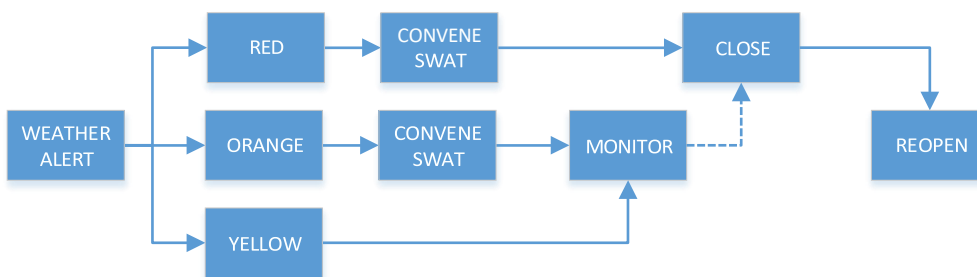 RED
CONVENE
SWAT
CLOSE
WEATHER
ALERT
ORANGE
CONVENE
SWAT
MONITOR
REOPEN
YELLOW